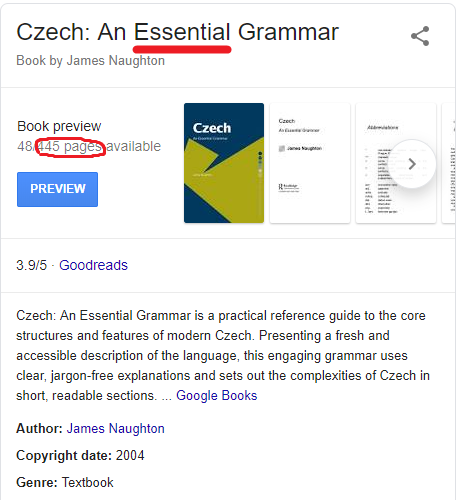 Czech: An Essential Grammar
Book by James Naughton
Book preview
48/445 pages available
PREVIEW
Czech
An Essential Grammar
Czech
An Essential Grammar
James Naughton
Routledge
Abbreviations
3.9/5 · Goodreads
Czech: An Essential Grammar is a practical reference guide to the core
structures and features of modern Czech. Presenting a fresh and
accessible description of the language, this engaging grammar uses
clear, jargon-free explanations and sets out the complexities of Czech in
short, readable sections. ... Google Books
Author: James Naughton
Copyright date: 2004
Genre: Textbook